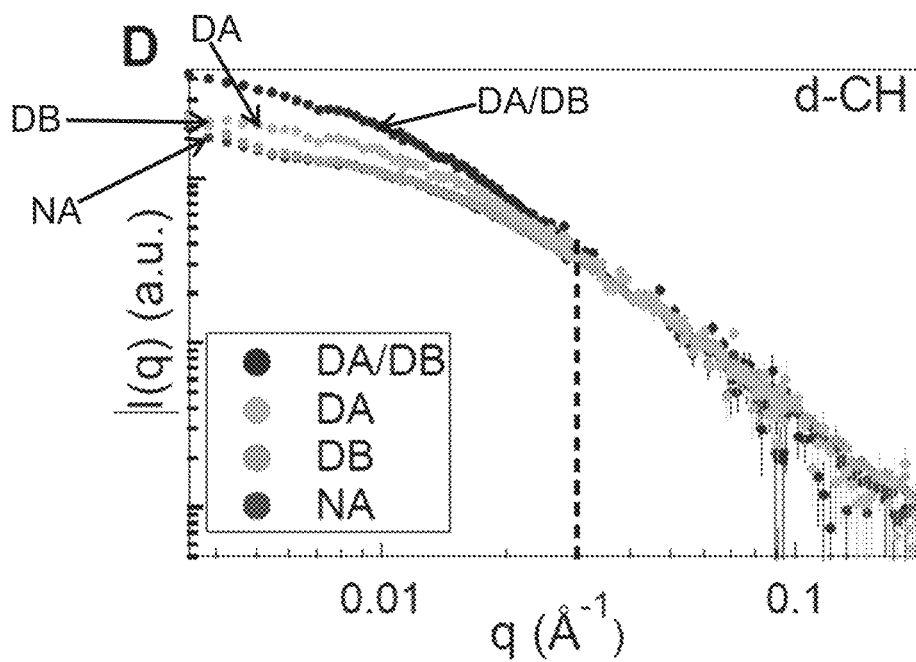 D
DA
d-CH
DA/DB
DB
NA
I(q) (a.u.)
DA/DB
DA
DB
NA
0.01
0.1
q (Å⁻¹)